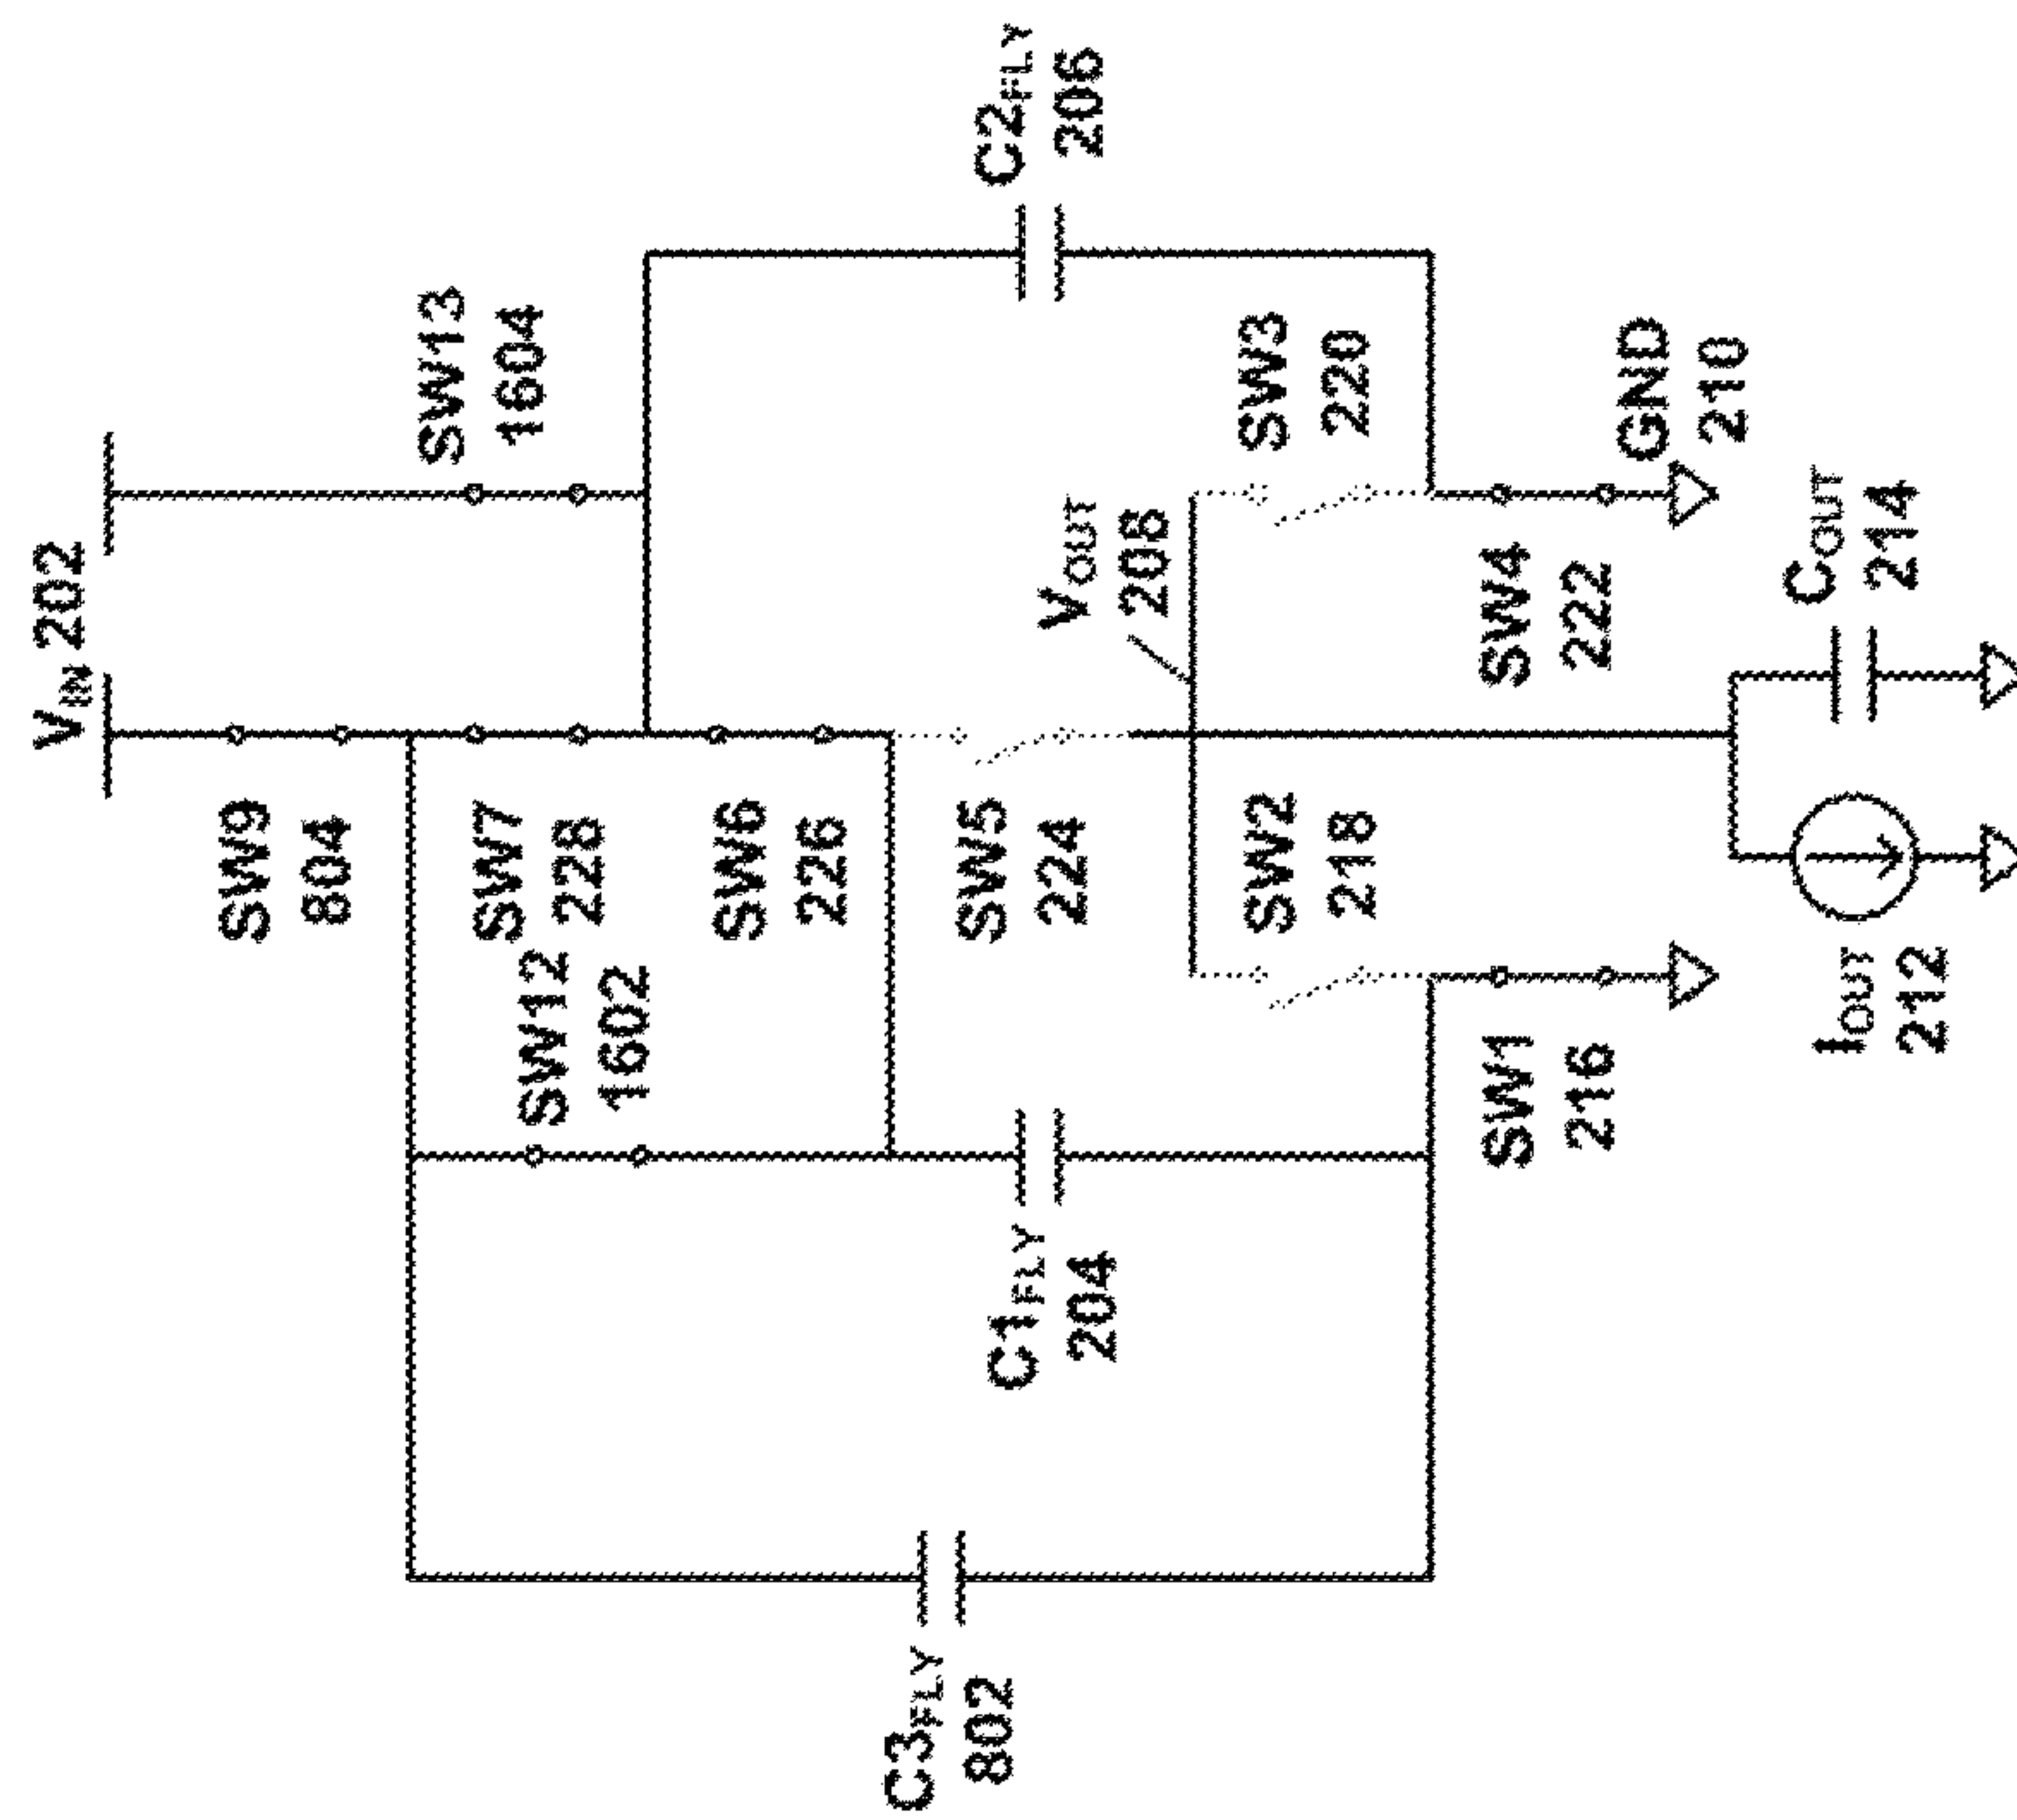 V_IN 202
SW13
1604
C2_FLY
206
SW9
804
SW7
228
SW12
1602
SW6
226
SW5
224
V_OUT
208
SW3
220
SW2
218
C1_FLY
204
C3_FLY
802
SW4
222
GND
210
SW1
216
C_OUT
214
I_OUT
212